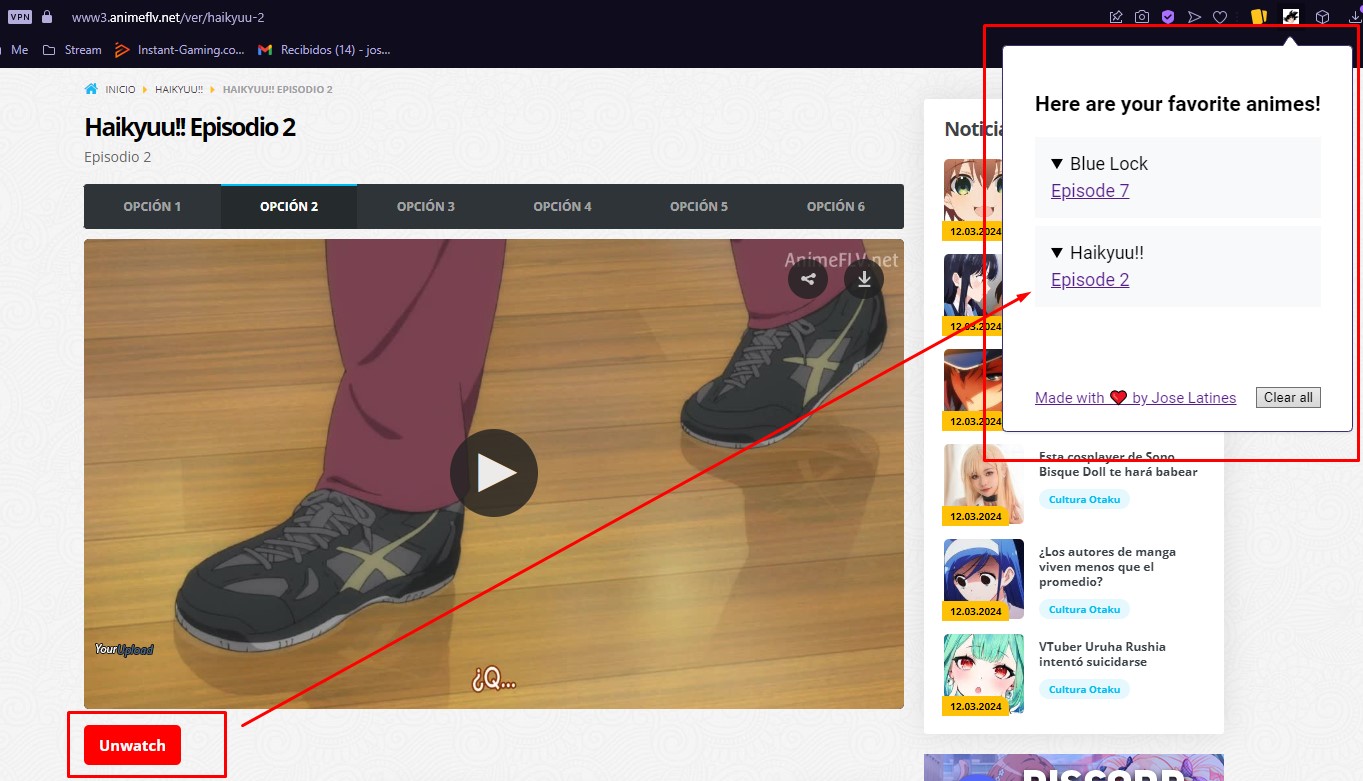 VPN
www3.animeflv.net/ver/haikyuu-2
Me
Stream
Instant-Gaming.co...
Recibidos (14) - jos...
INICIO
HAIKYUU!!
HAIKYUU!! EPISODIO 2
Haikyuu!! Episodio 2
Episodio 2
OPCIÓN 1
OPCIÓN 2
OPCIÓN 3
OPCIÓN 4
OPCIÓN 5
OPCIÓN 6
AnimeFLV.net
YourUpload
¿Q...
Unwatch
Here are your favorite animes!
Blue Lock
Episode 7
Haikyuu!!
Episode 2
Made with ❤️ by Jose Latines
Clear all
12.03.2024
12.03.2024
12.03.2024
Esta cosplayer de Sono
Bisque Doll te hará babear
Cultura Otaku
12.03.2024
¿Los autores de manga
viven menos que el
promedio?
Cultura Otaku
12.03.2024
VTuber Uruha Rushia
intentó suicidarse
Cultura Otaku
12.03.2024
DISCORD